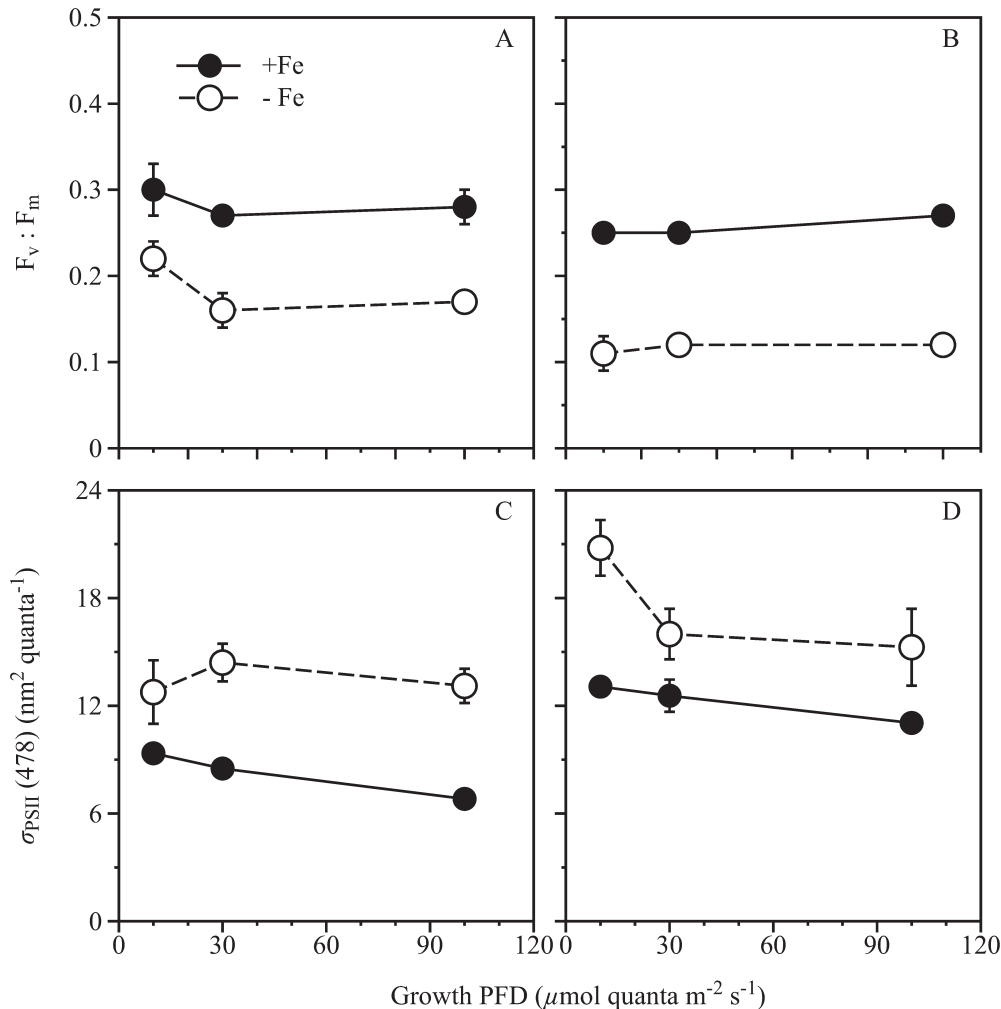 0.5
A
B
+Fe
- Fe
0.4
0.3
0.2
0.1
0
Fv : Fm
24
C
D
18
12
6
0
σPSII (478) (nm² quanta⁻¹)
0 30 60 90 120 0 30 60 90 120
Growth PFD (µmol quanta m⁻² s⁻¹)